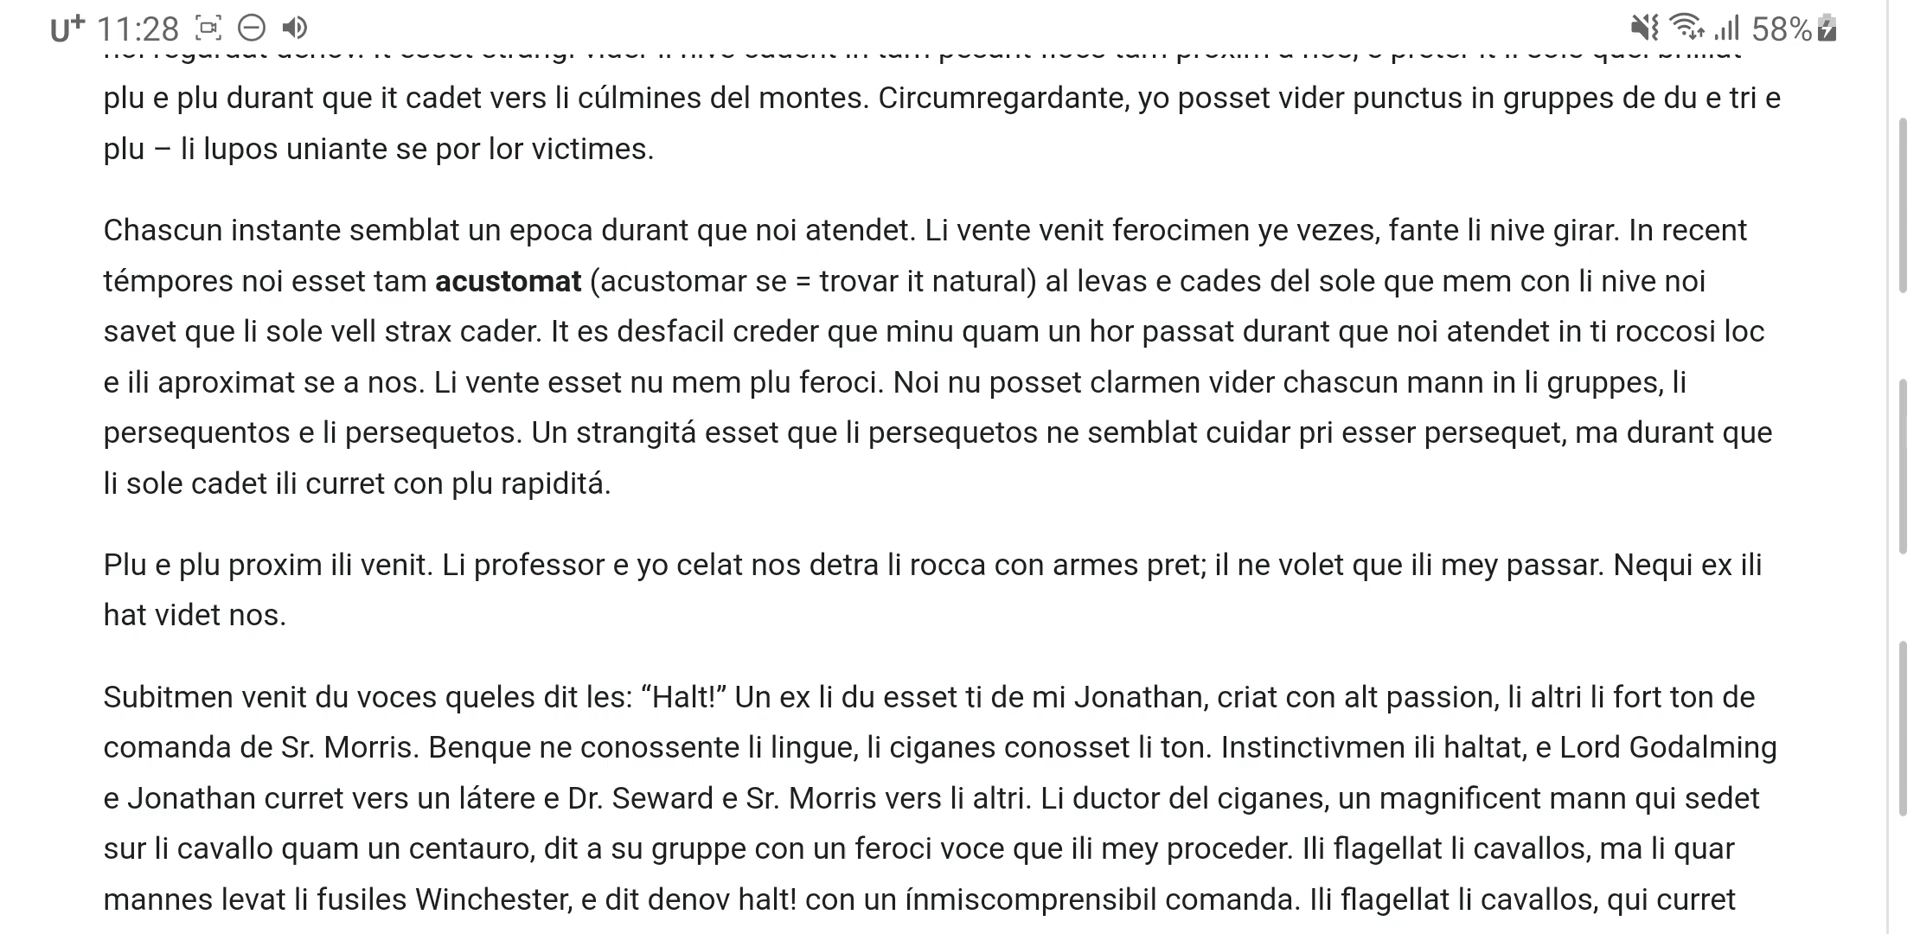 U+ 11:28 58%
plu e plu durant que it cadet vers li cúlmines del montes. Circumregardante, yo posset vider punctus in gruppes de du e tri e
plu – li lupos uniante se por lor victimes.
Chascun instante semblat un epoca durant que noi atendet. Li vente venit ferocimen ye vezes, fante li nive girar. In recent
témpores noi esset tam acustomat (acustomar se = trovar it natural) al levas e cades del sole que mem con li nive noi
savet que li sole vell strax cader. It es desfacil creder que minu quam un hor passat durant que noi atendet in ti roccosi loc
e ili aproximat se a nos. Li vente esset nu mem plu feroci. Noi nu posset clarmen vider chascun mann in li gruppes, li
persequentos e li persequetos. Un strangitá esset que li persequetos ne semblat cuidar pri esser persequet, ma durant que
li sole cadet ili curret con plu rapiditá.
Plu e plu proxim ili venit. Li professor e yo celat nos detra li rocca con armes pret; il ne volet que ili mey passar. Nequi ex ili
hat videt nos.
Subitmen venit du voces queles dit les: “Halt!” Un ex li du esset ti de mi Jonathan, criat con alt passion, li altri li fort ton de
comanda de Sr. Morris. Benque ne conossente li lingue, li ciganes conosset li ton. Instinctivmen ili haltat, e Lord Godalming
e Jonathan curret vers un látere e Dr. Seward e Sr. Morris vers li altri. Li ductor del ciganes, un magnificent mann qui sedet
sur li cavallo quam un centauro, dit a su gruppe con un feroci voce que ili mey proceder. Ili flagellat li cavallos, ma li quar
mannes levat li fusiles Winchester, e dit denov halt! con un ínmiscomprensibil comanda. Ili flagellat li cavallos, qui curret